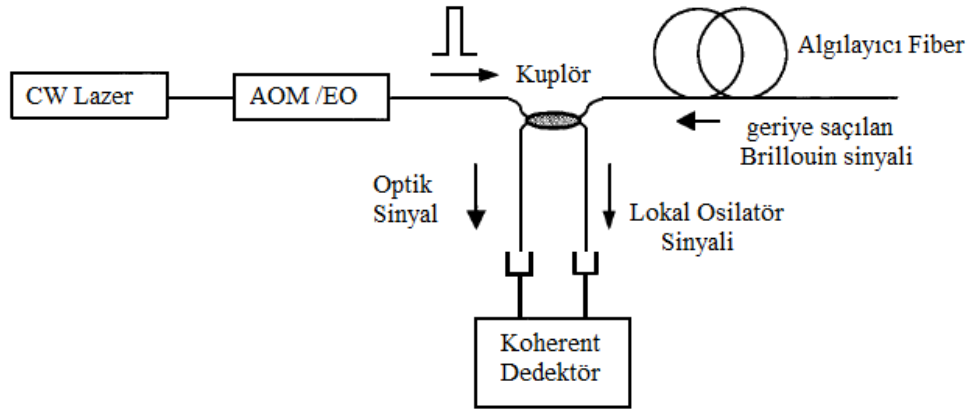 CW Lazer
AOM /EO
Kuplör
Algılayıcı Fiber
geriye saçılan
Brillouin sinyali
Optik
Sinyal
Lokal Osilatör
Sinyali
Koherent
Dedektör